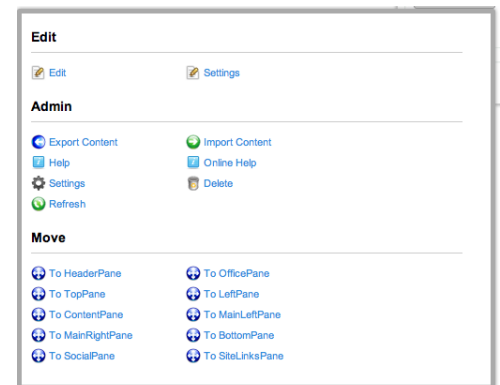 Edit
Edit Settings
Admin
Export Content Import Content
Help Online Help
Settings Delete
Refresh
Move
To HeaderPane To OfficePane
To TopPane To LeftPane
To ContentPane To MainLeftPane
To MainRightPane To BottomPane
To SocialPane To SiteLinksPane